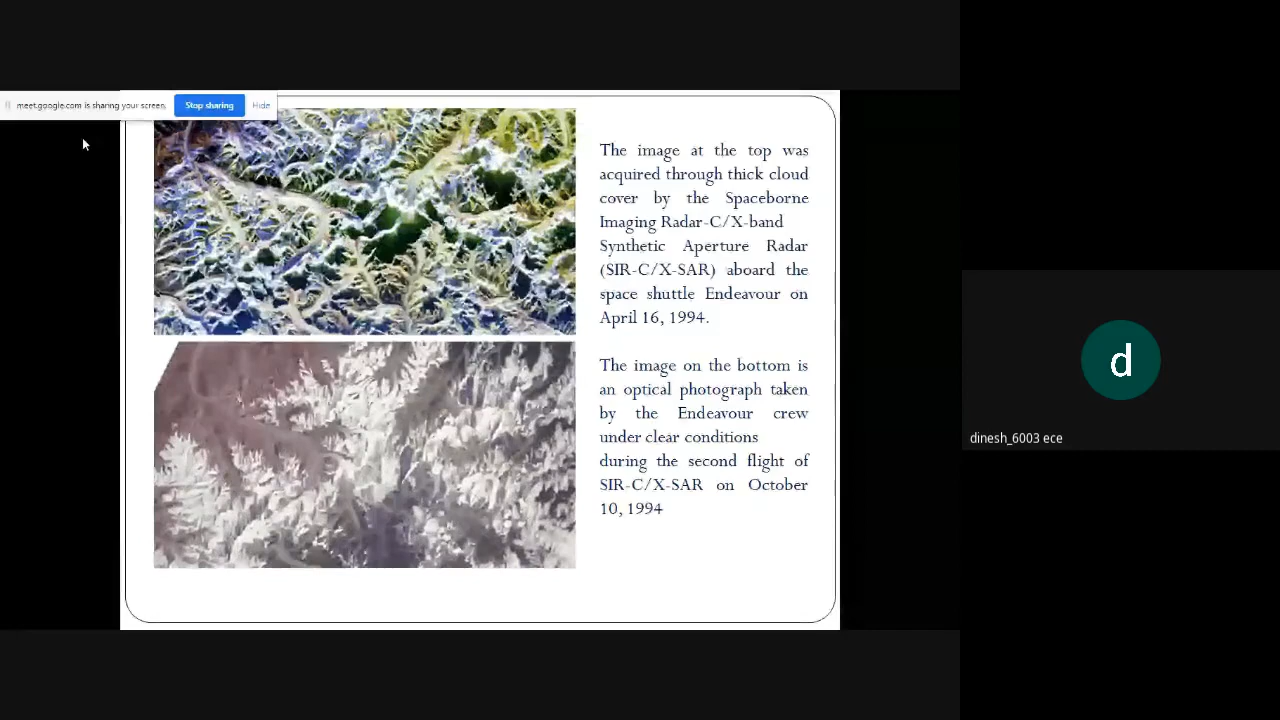 meet.google.com is sharing your screen.
Stop sharing
Hide
The image at the top was
acquired through thick cloud
cover by the Spaceborne
Imaging Radar-C/X-band
Synthetic Aperture Radar
(SIR-C/X-SAR) aboard the
space shuttle Endeavour on
April 16, 1994.
The image on the bottom is
an optical photograph taken
by the Endeavour crew
under clear conditions
during the second flight of
SIR-C/X-SAR on October
10, 1994
d
dinesh_6003 ece